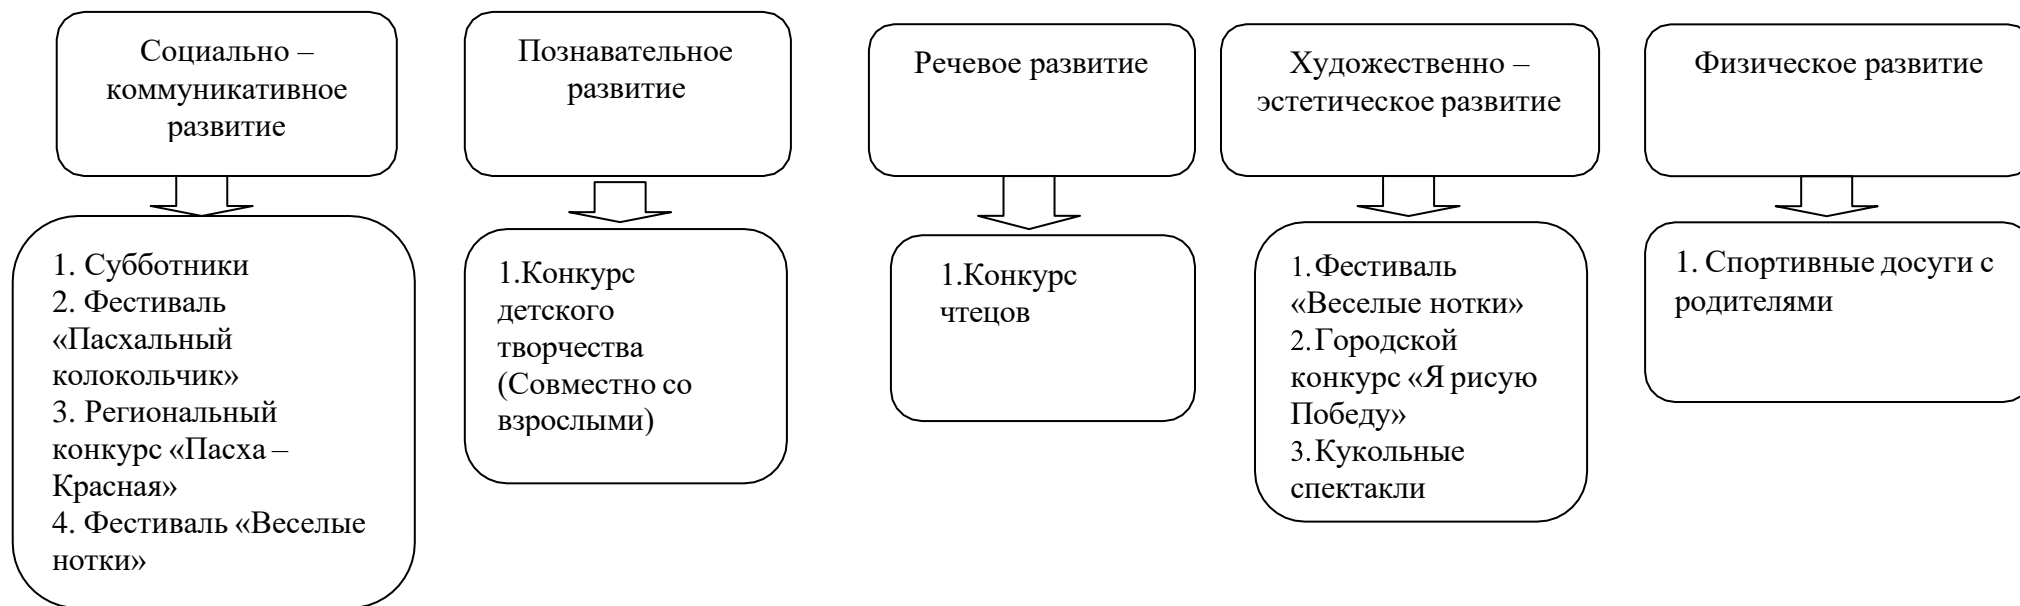 Социально –
коммуникативное
развитие
Познавательное
развитие
Речевое развитие
Художественно –
эстетическое развитие
Физическое развитие
1. Субботники
2. Фестиваль
«Пасхальный
колокольчик»
3. Региональный
конкурс «Пасха –
Красная»
4. Фестиваль «Веселые
нотки»
1.Конкурс
детского
творчества
(Совместно со
взрослыми)
1.Конкурс
чтецов
1.Фестиваль
«Веселые нотки»
2.Городской
конкурс «Я рисую
Победу»
3.Кукольные
спектакли
1. Спортивные досуги с
родителями